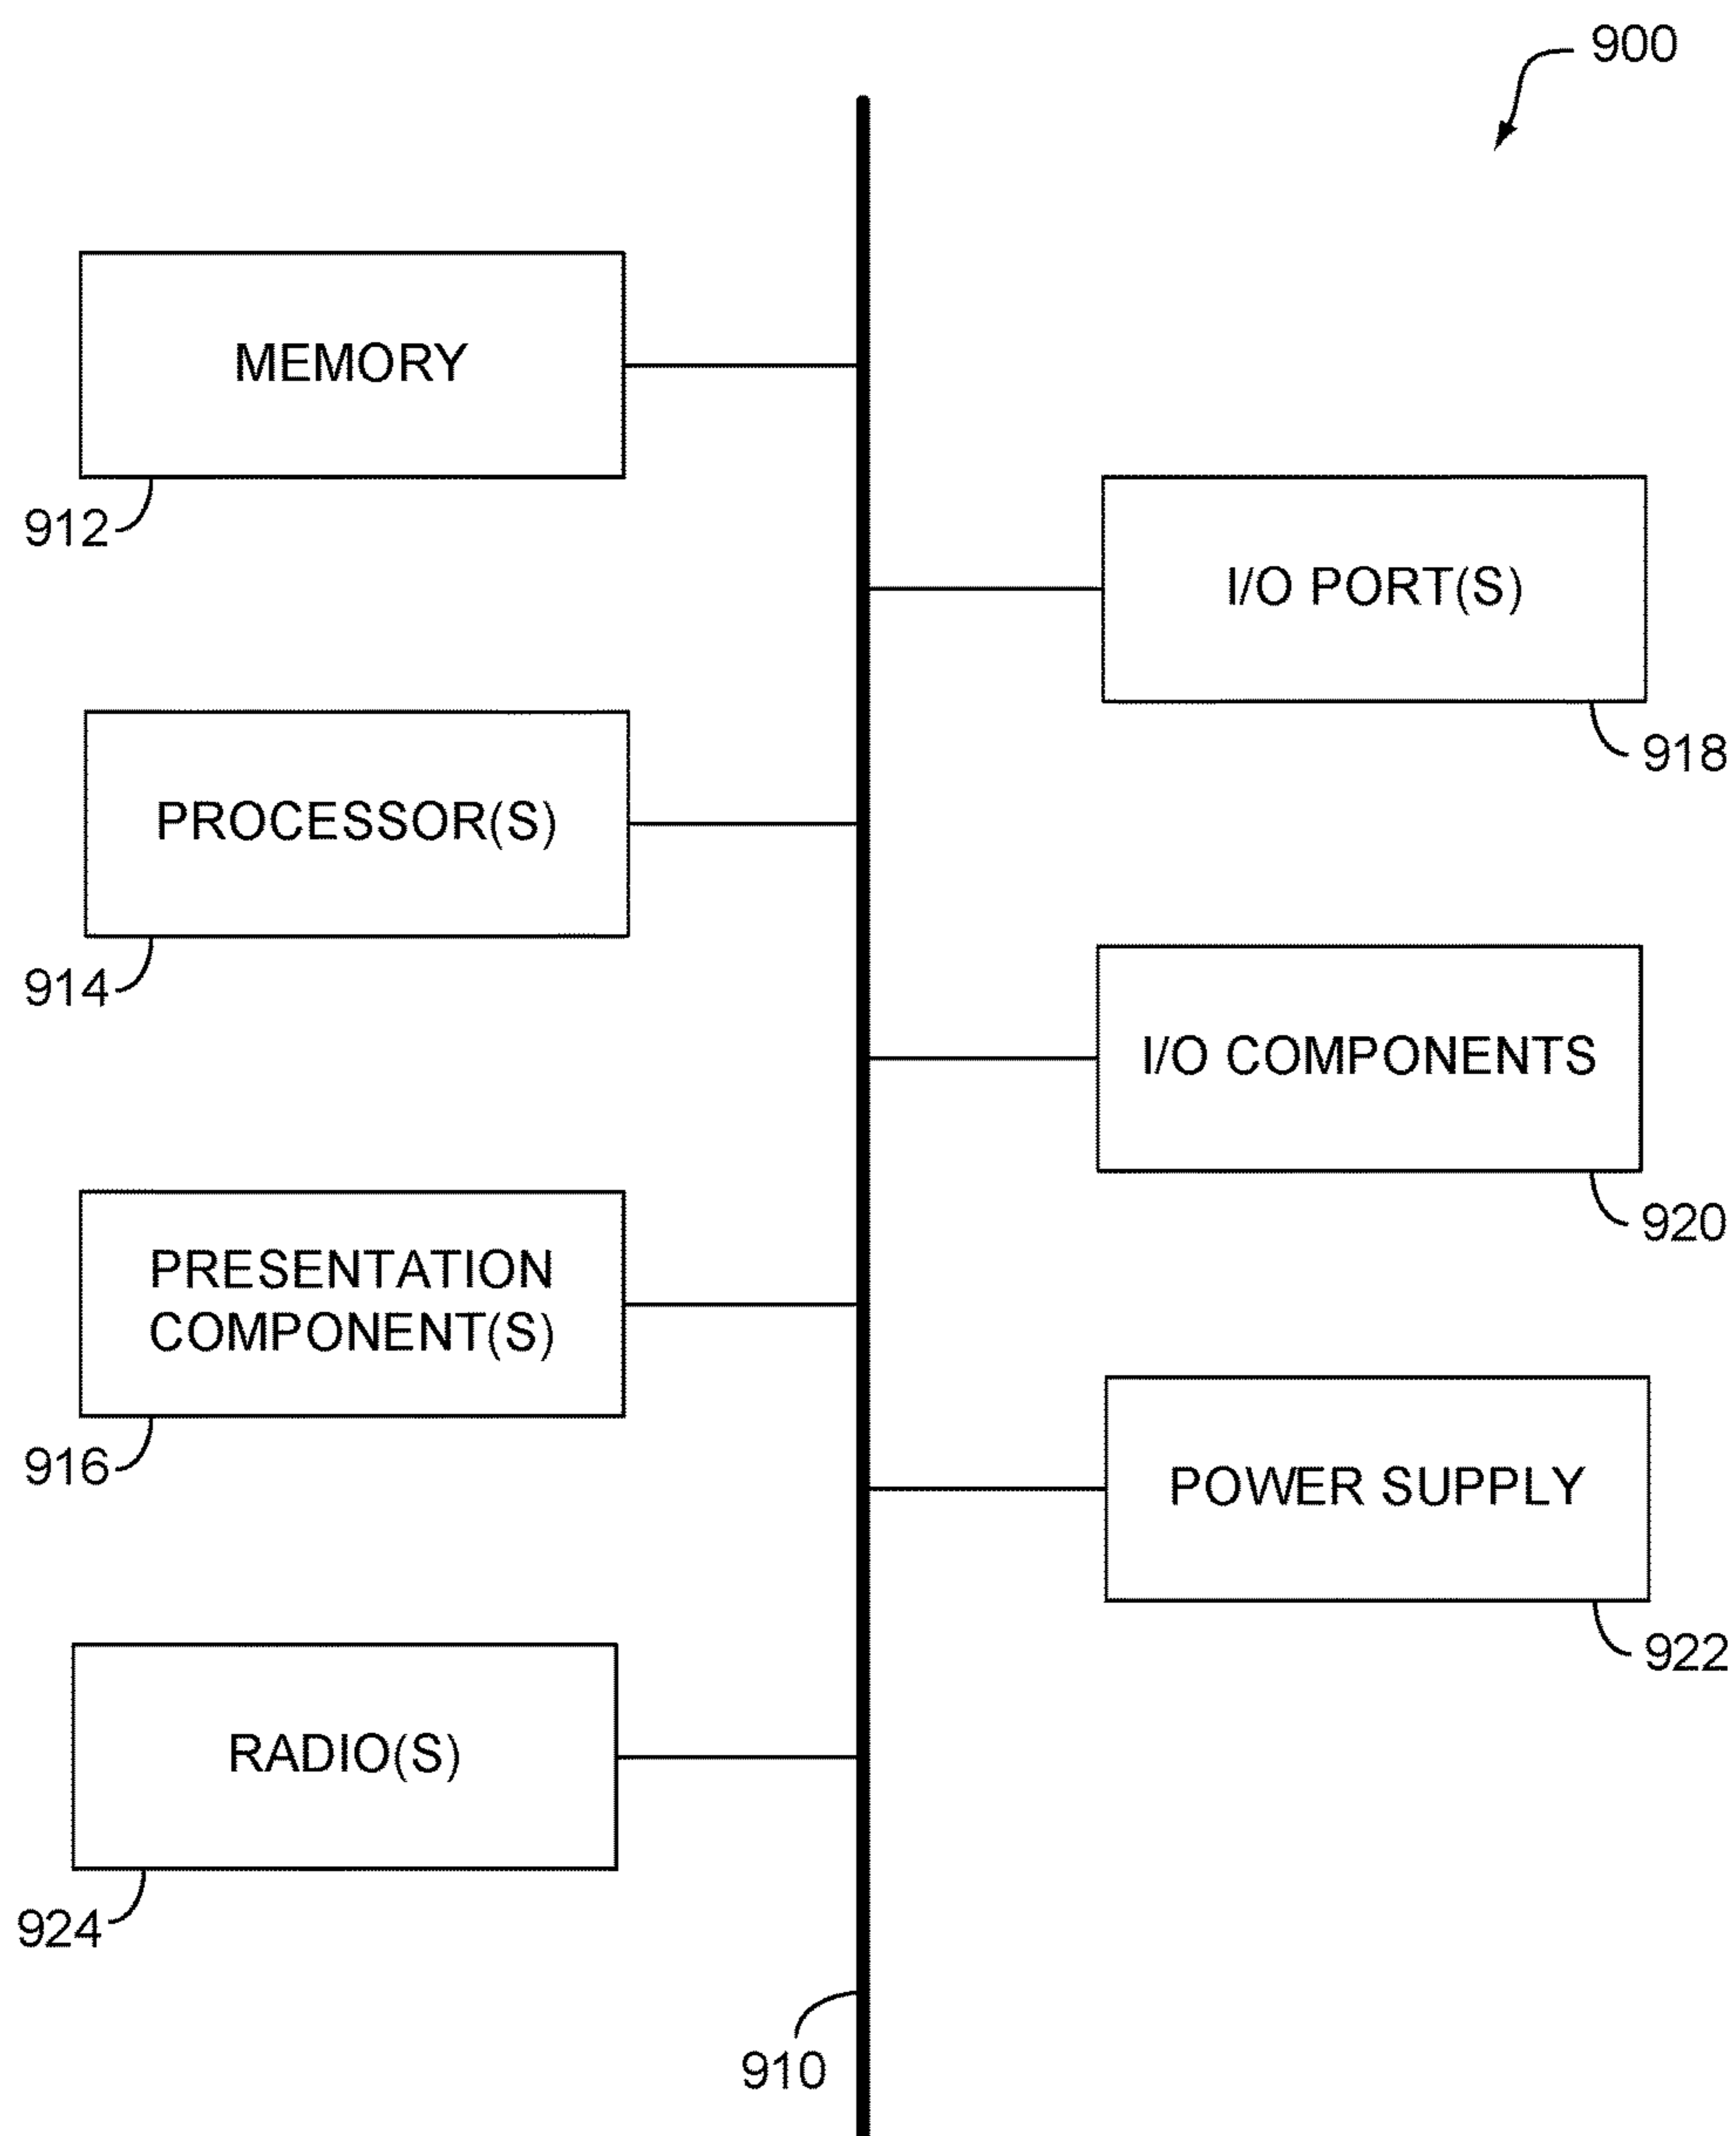 900
MEMORY
912
I/O PORT(S)
918
PROCESSOR(S)
914
I/O COMPONENTS
920
PRESENTATION
COMPONENT(S)
916
POWER SUPPLY
922
RADIO(S)
924
910